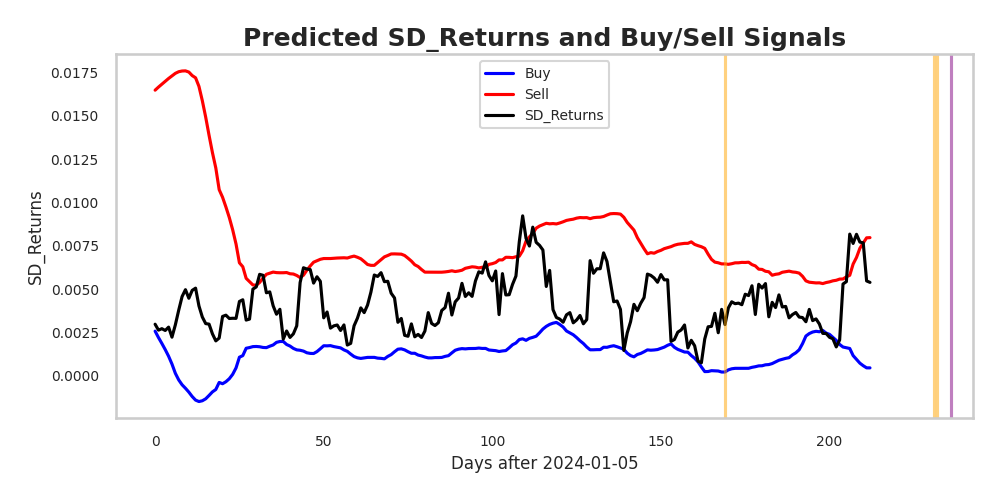 Predicted SD_Returns and Buy/Sell Signals
Buy
Sell
SD_Returns
SD_Returns
0.0175
0.0150
0.0125
0.0100
0.0075
0.0050
0.0025
0.0000
0 50 100 150 200
Days after 2024-01-05